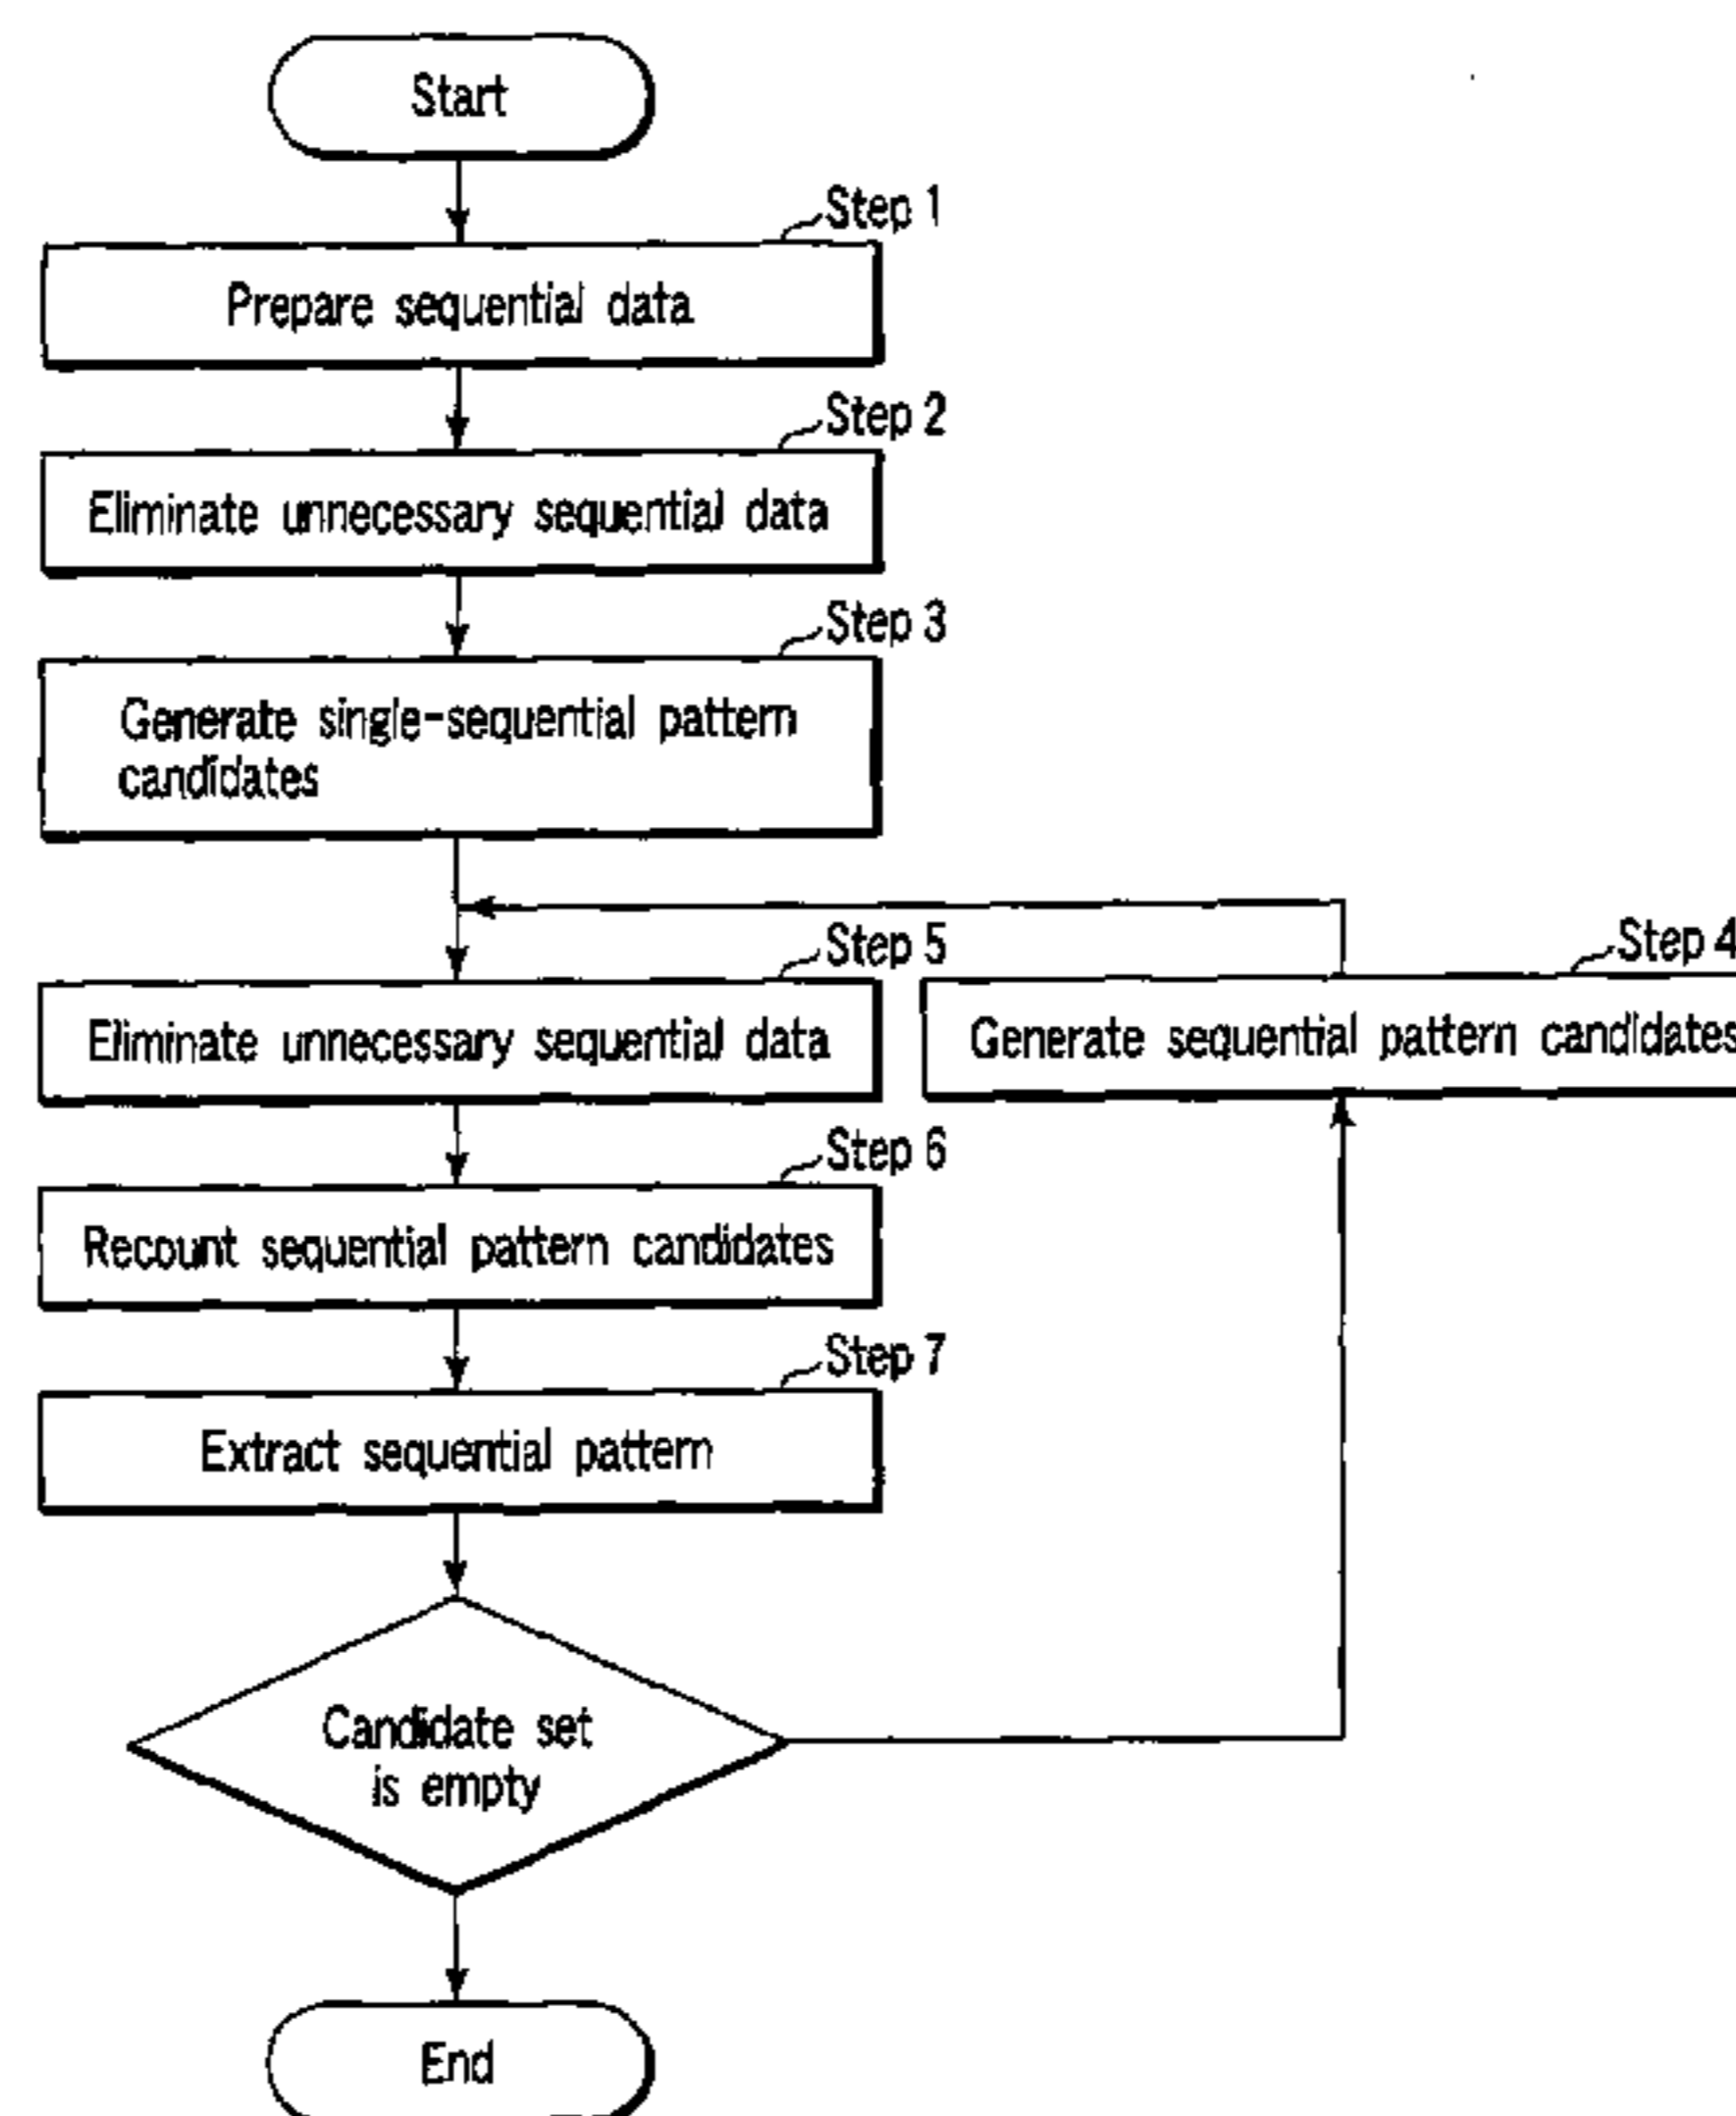 Start
Step 1
Prepare sequential data
Step 2
Eliminate unnecessary sequential data
Step 3
Generate single-sequential pattern
candidates
Step 5
Eliminate unnecessary sequential data
Step 4
Generate sequential pattern candidates
Step 6
Recount sequential pattern candidates
Step 7
Extract sequential pattern
Candidate set
is empty
End